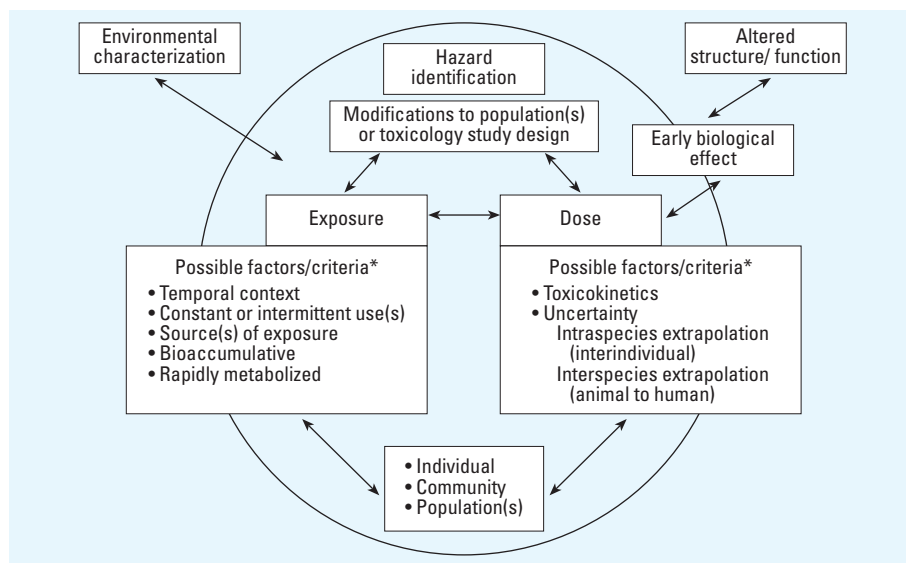 Environmental
characterization
Hazard
identification
Altered
structure/ function
Modifications to population(s)
or toxicology study design
Early biological
effect
Exposure
Dose
Possible factors/criteria*
• Temporal context
• Constant or intermittent use(s)
• Source(s) of exposure
• Bioaccumulative
• Rapidly metabolized
Possible factors/criteria*
• Toxicokinetics
• Uncertainty
Intraspecies extrapolation
(interindividual)
Interspecies extrapolation
(animal to human)
• Individual
• Community
• Population(s)